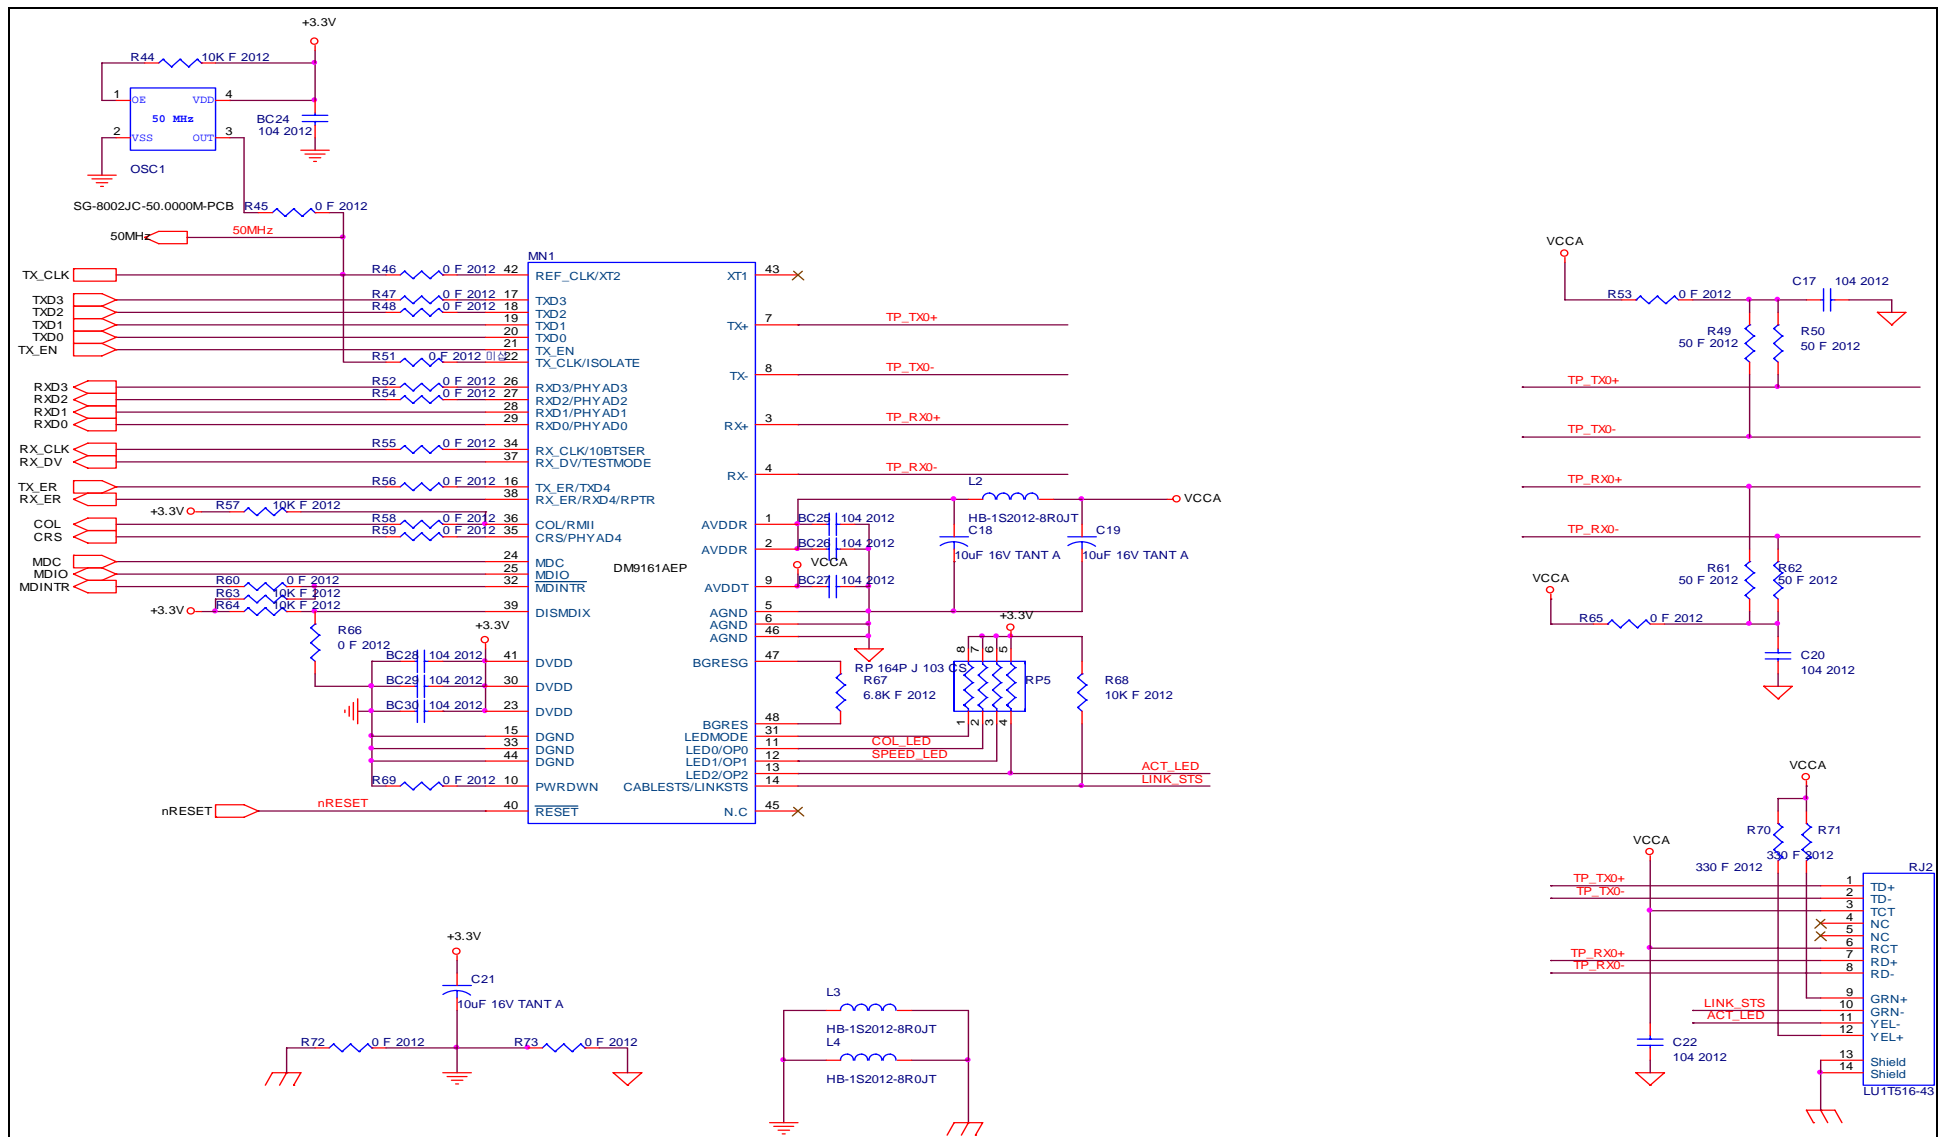 +3.3V
R44 10K F 2012
1 OE VDD 4
50 MHz
2 VSS OUT 3
BC24
104 2012
OSC1
SG-8002JC-50.0000M-PCB R45 0 F 2012
50MHz 50MHz
MN1
TX_CLK R46 0 F 2012 42 REF_CLK/XT2 XT1 43
TXD3 R47 0 F 2012 17 TXD3
TXD2 R48 0 F 2012 18 TXD2
TXD1 19 TXD1 TX+ 7 TP_TX0+
TXD0 20 TXD0
TX_EN 21 TX_EN
R51 0 F 2012 22 TX_CLK/ISOLATE
TX- 8 TP_TX0-
RXD3 R52 0 F 2012 26 RXD3/PHYAD3
RXD2 R54 0 F 2012 27 RXD2/PHYAD2
RXD1 28 RXD1/PHYAD1
RXD0 29 RXD0/PHYAD0 RX+ 3 TP_RX0+
RX_CLK R55 0 F 2012 34 RX_CLK/10BTSER
RX_DV 37 RX_DV/TESTMODE
RX- 4 TP_RX0-
TX_ER R56 0 F 2012 16 TX_ER/TXD4
RX_ER 38 RX_ER/RXD4/RPTR
+3.3V R57 10K F 2012
COL R58 0 F 2012 36 COL/RMII
CRS R59 0 F 2012 35 CRS/PHYAD4
L2
HB-1S2012-8R0JT
VCCA
AVDDR 1 BC25 104 2012
AVDDR 2 BC26 104 2012
C18
10uF 16V TANT A
C19
10uF 16V TANT A
MDC 24 MDC
MDIO 25 MDIO
DM9161AEP
MDINTR R60 0 F 2012 32 MDINTR
VCCA
AVDDT 9 BC27 104 2012
R63 10K F 2012
+3.3V R64 10K F 2012 39 DISMDIX
AGND 5
AGND 6
AGND 46
R66
0 F 2012
+3.3V
BC28 104 2012 41 DVDD
BC29 104 2012 30 DVDD
BC30 104 2012 23 DVDD
BGRESG 47
R67
6.8K F 2012
BGRES 48
RP 164P J 103 CS
+3.3V
8 7 6 5
RP5
1 2 3 4
R68
10K F 2012
15 DGND
33 DGND
44 DGND
LEDMODE 31
LED0/OP0 11 COL_LED
LED1/OP1 12 SPEED_LED
LED2/OP2 13 ACT_LED
CABLESTS/LINKSTS 14 LINK_STS
R69 0 F 2012 10 PWRDWN
nRESET nRESET 40 RESET
N.C 45
VCCA
R53 0 F 2012
C17 104 2012
R49
50 F 2012
R50
50 F 2012
TP_TX0+
TP_TX0-
TP_RX0+
TP_RX0-
R61
50 F 2012
R62
50 F 2012
VCCA
R65 0 F 2012
C20
104 2012
VCCA
R70
330 F 2012
R71
330 F 2012
VCCA
RJ2
TP_TX0+ 1 TD+
TP_TX0- 2 TD-
3 TCT
4 NC
5 NC
6 RCT
TP_RX0+ 7 RD+
TP_RX0- 8 RD-
9 GRN+
LINK_STS 10 GRN-
ACT_LED 11 YEL-
12 YEL+
C22
104 2012
13 Shield
14 Shield
LU1T516-43
+3.3V
C21
10uF 16V TANT A
R72 0 F 2012
R73 0 F 2012
L3
HB-1S2012-8R0JT
L4
HB-1S2012-8R0JT